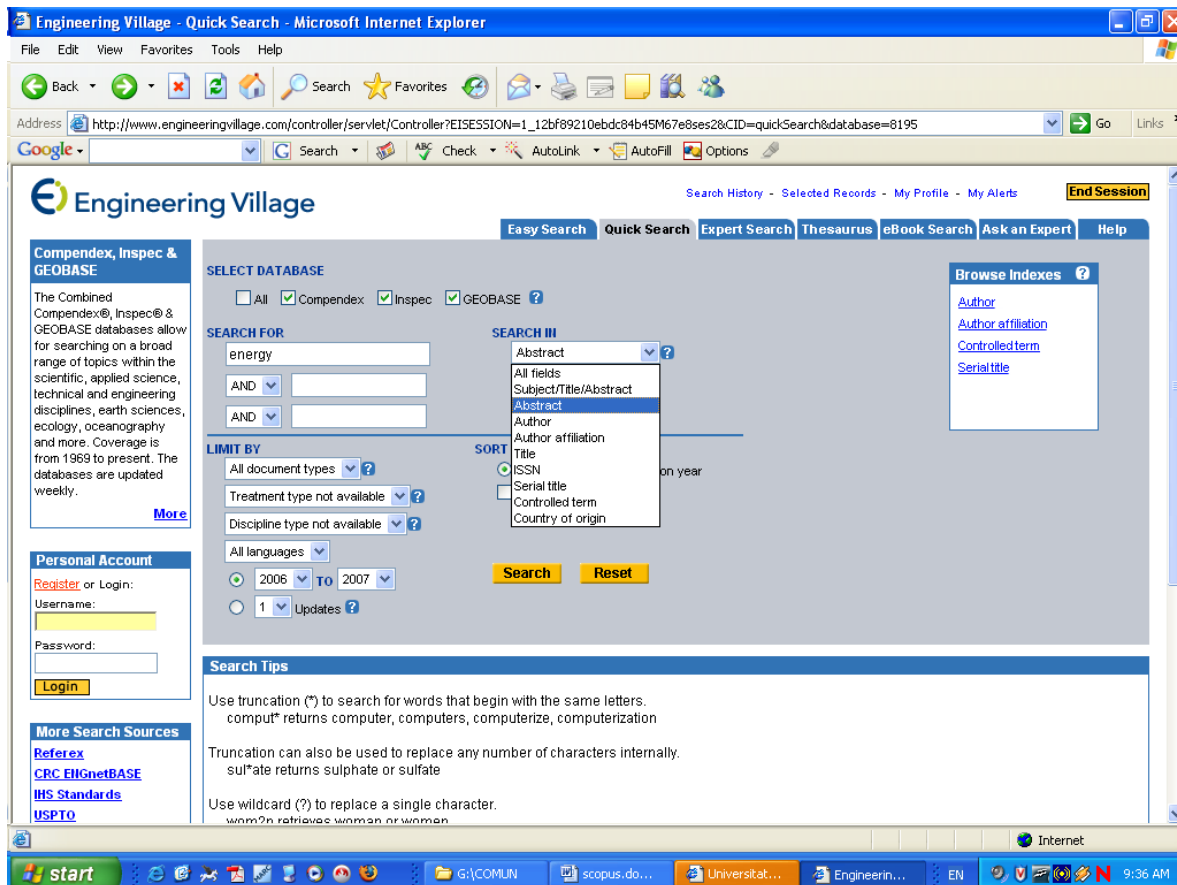 Engineering Village - Quick Search - Microsoft Internet Explorer
File Edit View Favorites Tools Help
Back Search Favorites
Address http://www.engineeringvillage.com/controller/servlet/Controller?EISESSION=1_12bf89210ebdc84b45M67e8ses2&CID=quickSearch&database=8195 Go Links
Google Search Check AutoLink AutoFill Options
Engineering Village
Search History - Selected Records - My Profile - My Alerts End Session
Easy Search Quick Search Expert Search Thesaurus eBook Search Ask an Expert Help
Compendex, Inspec &
GEOBASE
The Combined
Compendex®, Inspec® &
GEOBASE databases allow
for searching on a broad
range of topics within the
scientific, applied science,
technical and engineering
disciplines, earth sciences,
ecology, oceanography
and more. Coverage is
from 1969 to present. The
databases are updated
weekly.
More
Personal Account
Register or Login:
Username:
Password:
Login
More Search Sources
Referex
CRC ENGnetBASE
IHS Standards
USPTO
SELECT DATABASE
All Compendex Inspec GEOBASE ?
SEARCH FOR
energy
AND
AND
SEARCH IN
Abstract ?
All fields
Subject/Title/Abstract
Abstract
Author
Author affiliation
Title
ISSN
Serial title
Controlled term
Country of origin
LIMIT BY
All document types ?
Treatment type not available ?
Discipline type not available ?
All languages
2006 TO 2007
1 Updates ?
SORT
on year
Search Reset
Browse Indexes ?
Author
Author affiliation
Controlled term
Serial title
Search Tips
Use truncation (*) to search for words that begin with the same letters.
comput* returns computer, computers, computerize, computerization
Truncation can also be used to replace any number of characters internally.
sul*ate returns sulphate or sulfate
Use wildcard (?) to replace a single character.
wom?n retrieves woman or women
Internet
start G:\COMUN scopus.do... Universitat... Engineerin... EN 9:36 AM